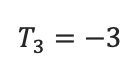 T₃ = −3